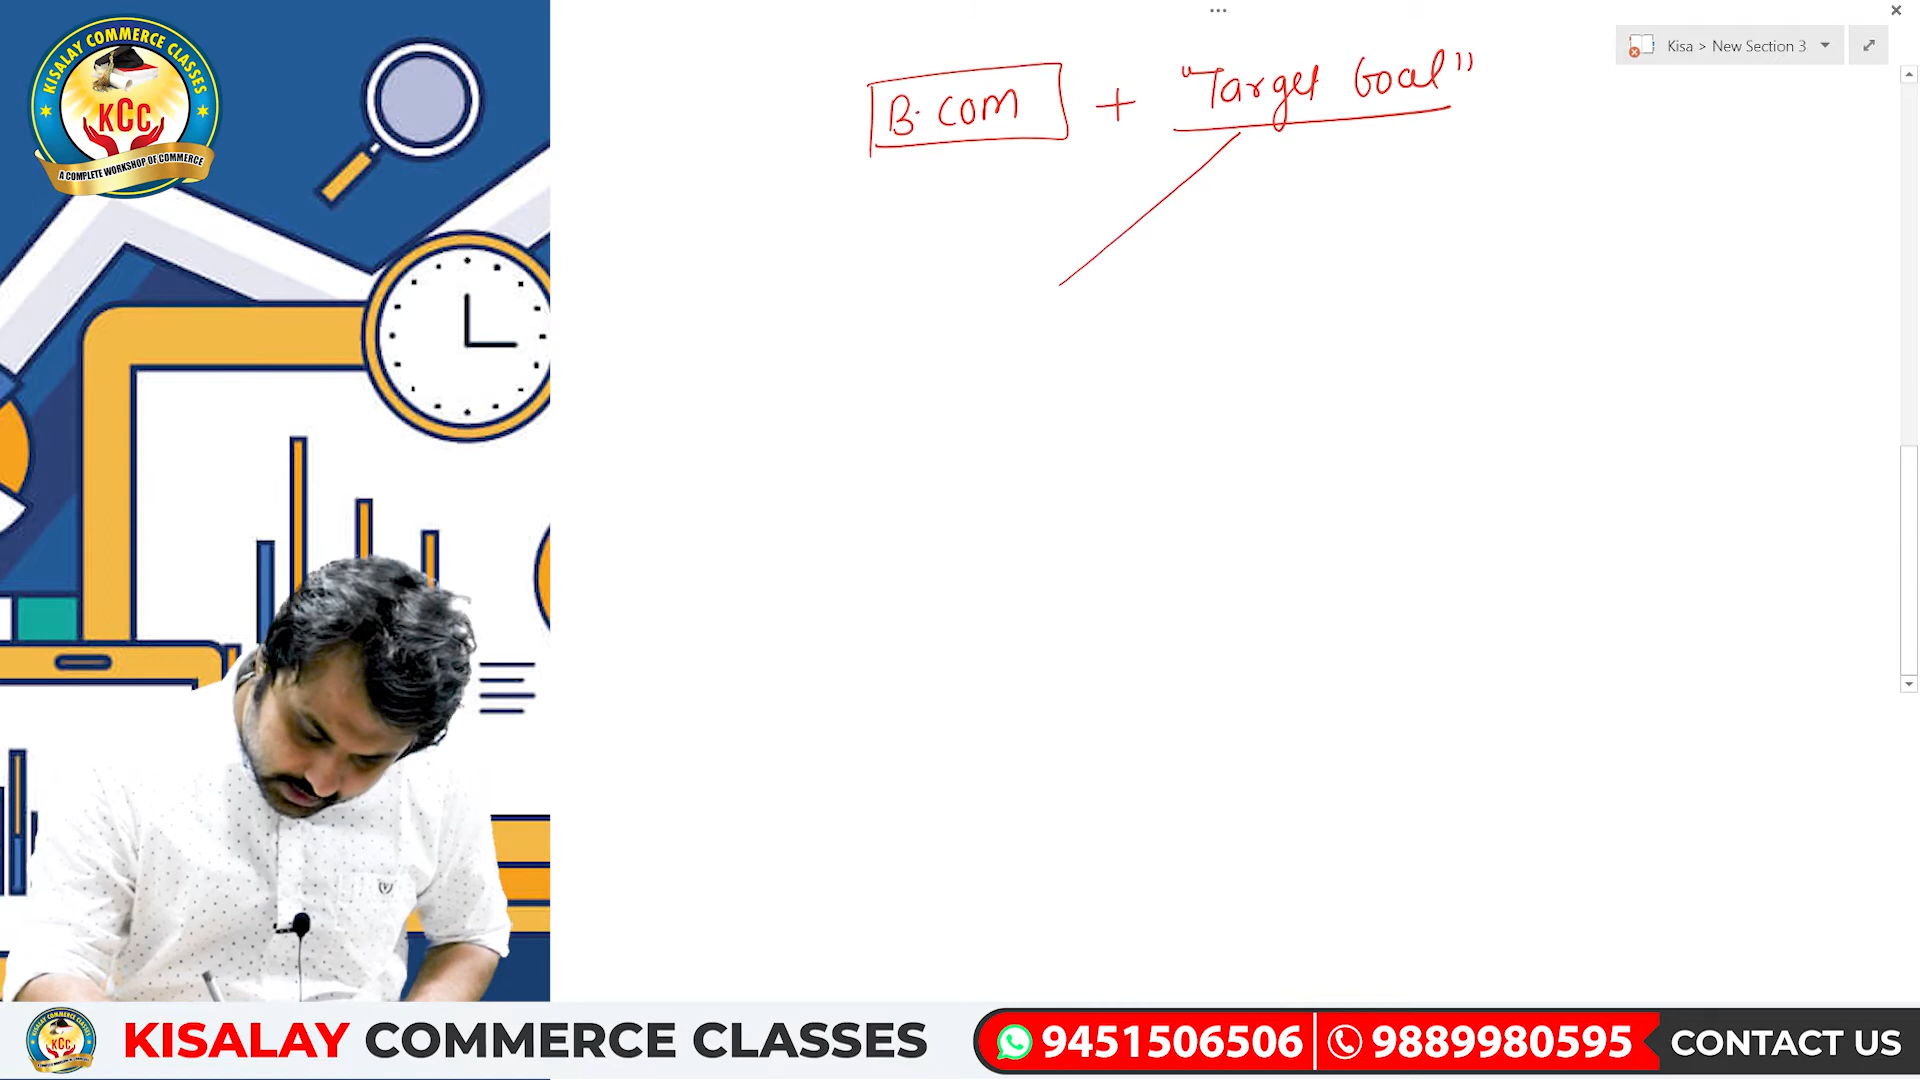 KISALAY COMMERCE CLASSES
KCC
A COMPLETE WORKSHOP OF COMMERCE
B. COM + "Target Goal"
Kisa > New Section 3
KISALAY COMMERCE CLASSES
9451506506
9889980595
CONTACT US